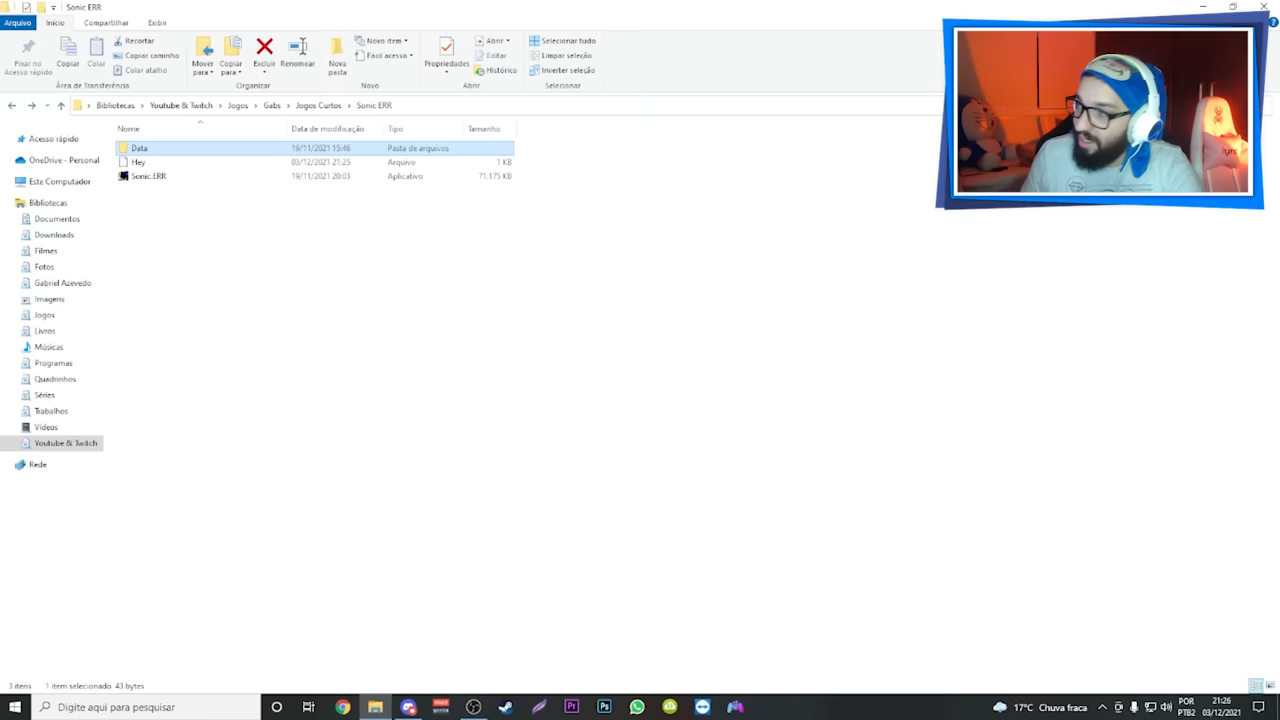 Sonic ERR
Arquivo Início Compartilhar Exibir
Fixar no Acesso rápido
Copiar
Colar
Recortar
Copiar caminho
Colar atalho
Mover para
Copiar para
Excluir
Renomear
Nova pasta
Novo item
Fácil acesso
Propriedades
Abrir
Editar
Histórico
Selecionar tudo
Limpar seleção
Inverter seleção
Área de Transferência Organizar Novo Abrir Selecionar
Bibliotecas > Youtube & Twitch > Jogos > Gabs > Jogos Curtos > Sonic ERR
Nome Data de modificação Tipo Tamanho
Data 19/11/2021 15:46 Pasta de arquivos
Hey 03/12/2021 21:25 Arquivo 1 KB
Sonic.ERR 19/11/2021 20:03 Aplicativo 71.175 KB
Acesso rápido
OneDrive - Personal
Este Computador
Bibliotecas
Documentos
Downloads
Filmes
Fotos
Gabriel Azevedo
Imagens
Jogos
Livros
Músicas
Programas
Quadrinhos
Séries
Trabalhos
Vídeos
Youtube & Twitch
Rede
3 itens 1 item selecionado 43 bytes
Digite aqui para pesquisar
17°C Chuva fraca
POR
PTB2
21:26
03/12/2021